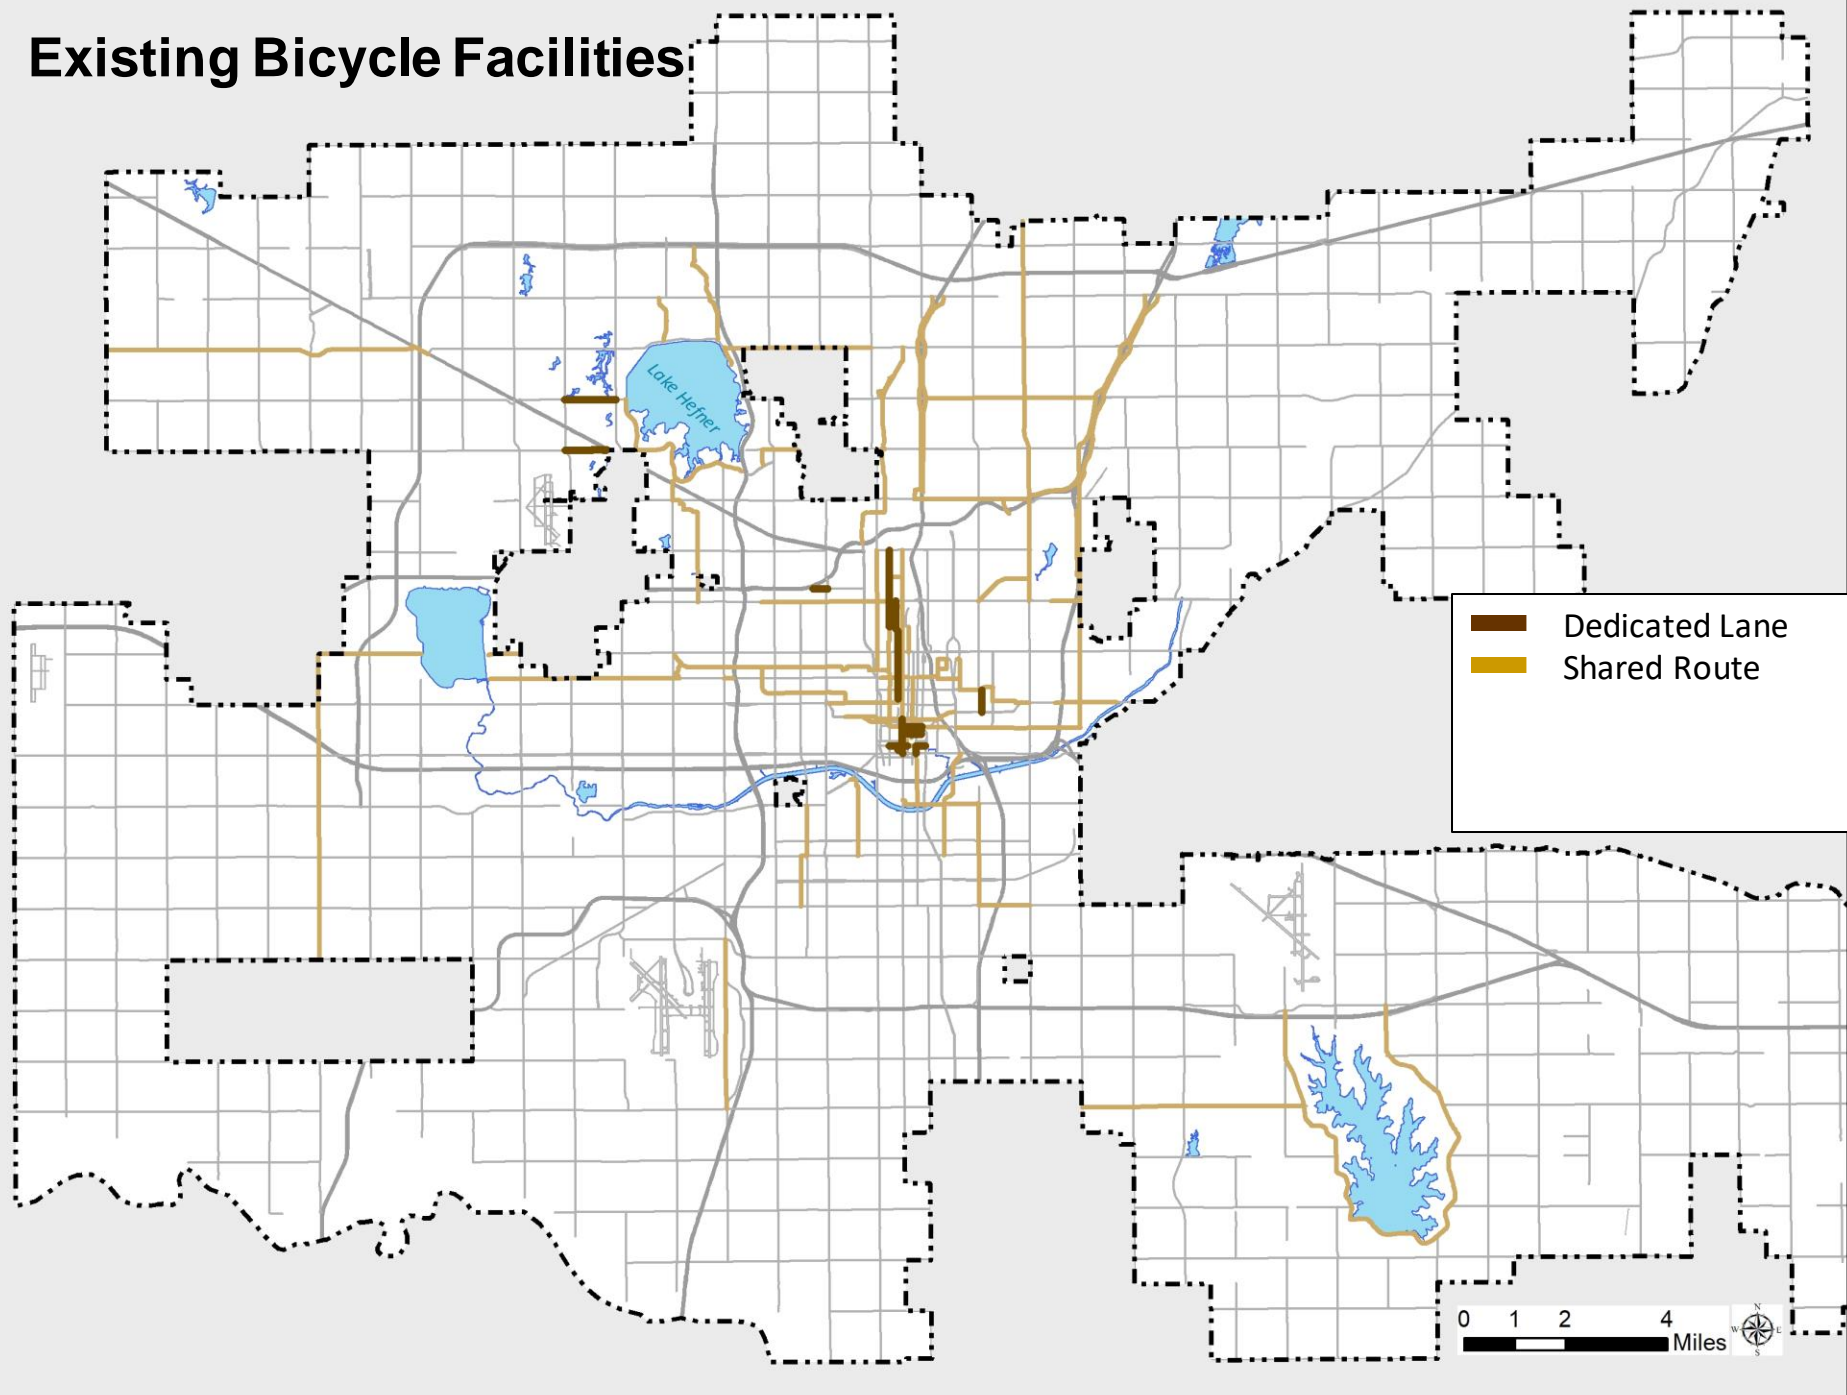 Existing Bicycle Facilities
Lake Hefner
Dedicated Lane
Shared Route
0 1 2 4
Miles
N
W E
S